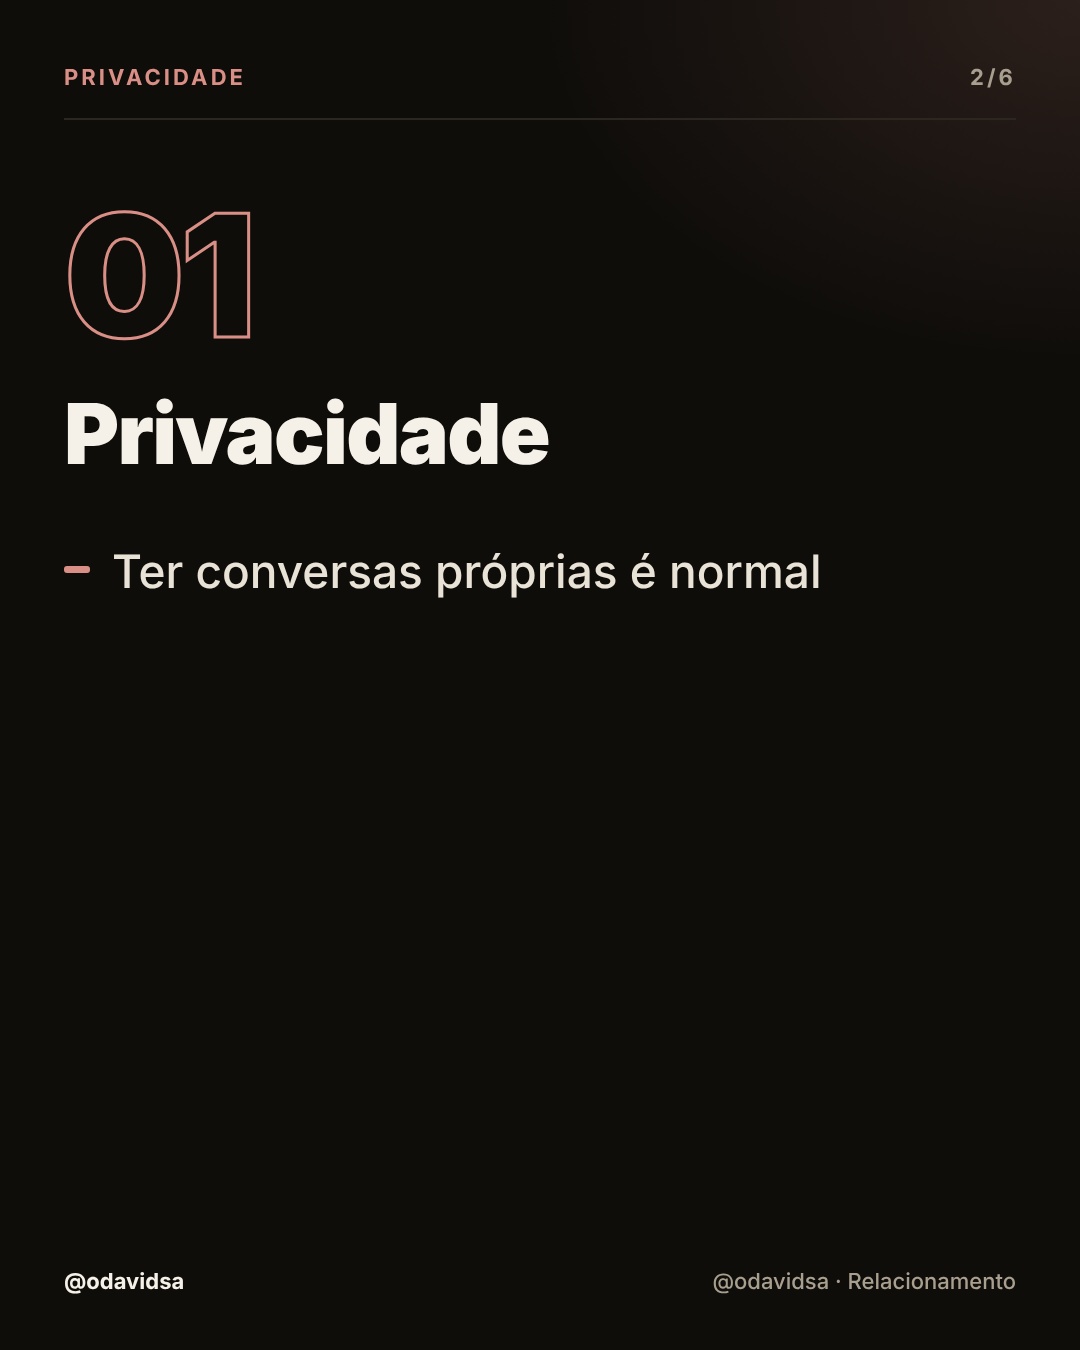 PRIVACIDADE
2/6
01
Privacidade
Ter conversas próprias é normal
@odavidsa
@odavidsa · Relacionamento